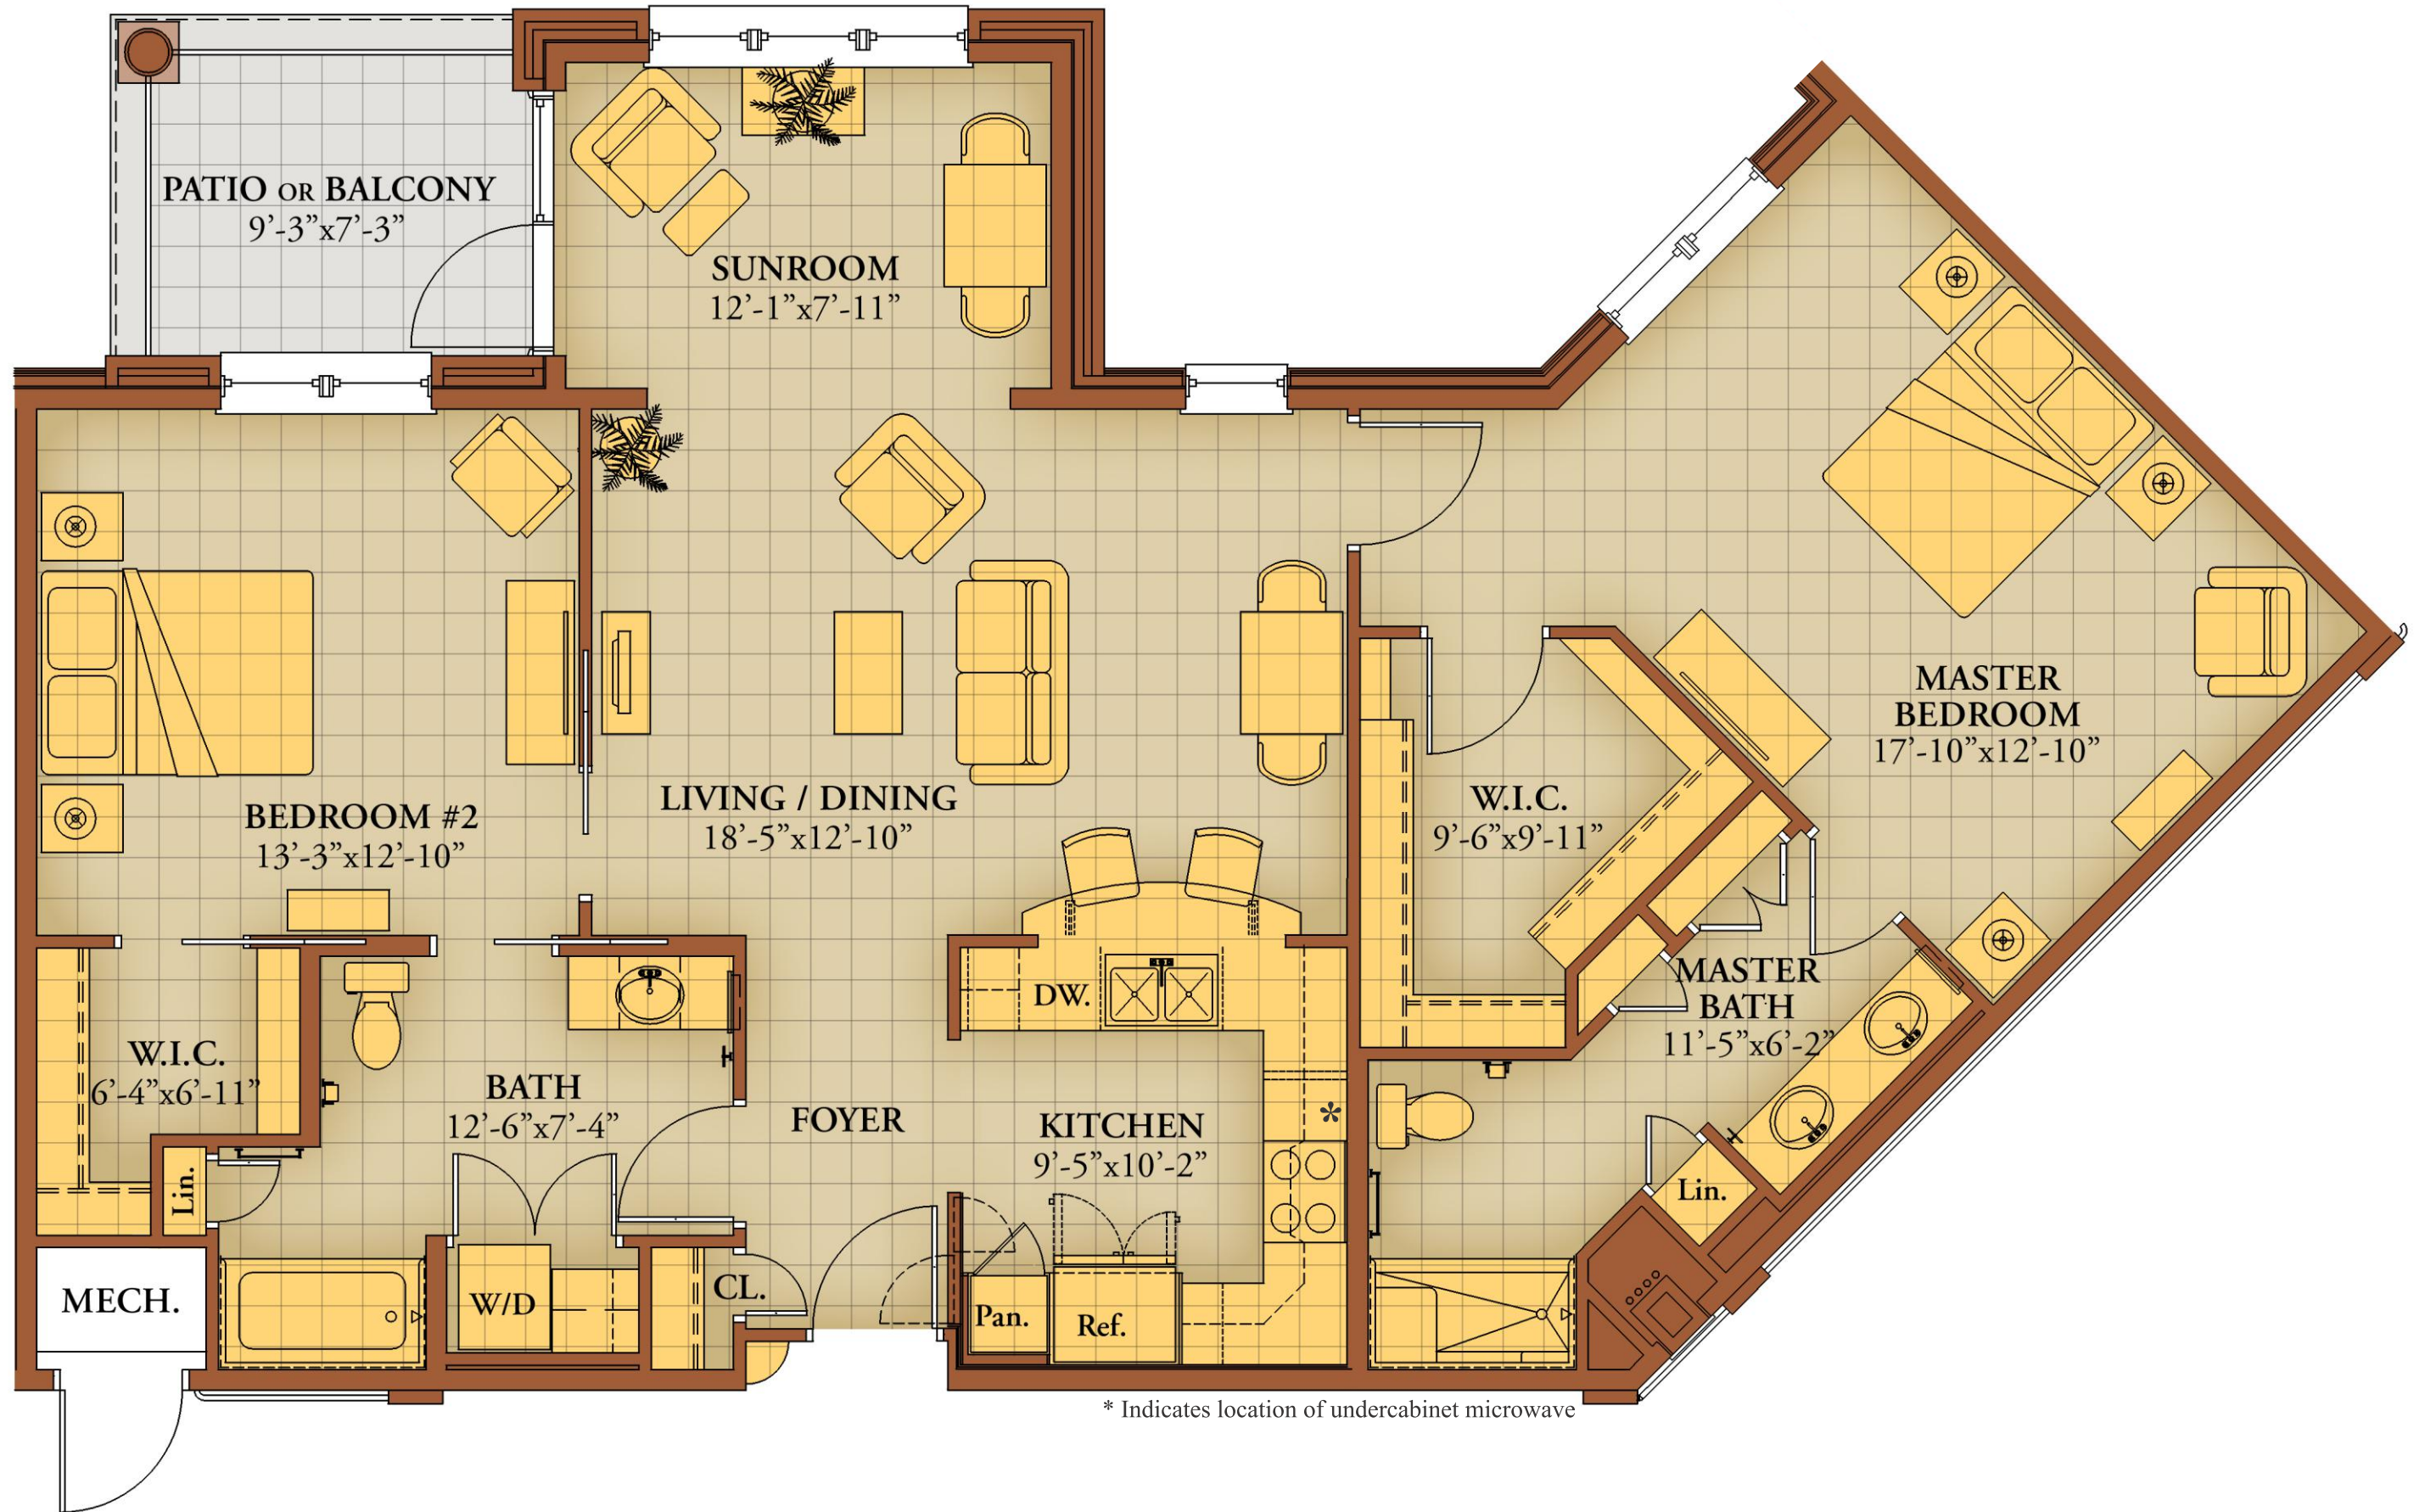 PATIO OR BALCONY
9’-3”x7’-3”
SUNROOM
12’-1”x7’-11”
MASTER
BEDROOM
17’-10”x12’-10”
BEDROOM #2
13’-3”x12’-10”
LIVING / DINING
18’-5”x12’-10”
W.I.C.
9’-6”x9’-11”
MASTER
BATH
11’-5”x6’-2”
DW.
W.I.C.
6’-4”x6’-11”
BATH
12’-6”x7’-4”
FOYER
KITCHEN
9’-5”x10’-2”
*
Lin.
Lin.
MECH.
W/D
CL.
Pan.
Ref.
* Indicates location of undercabinet microwave